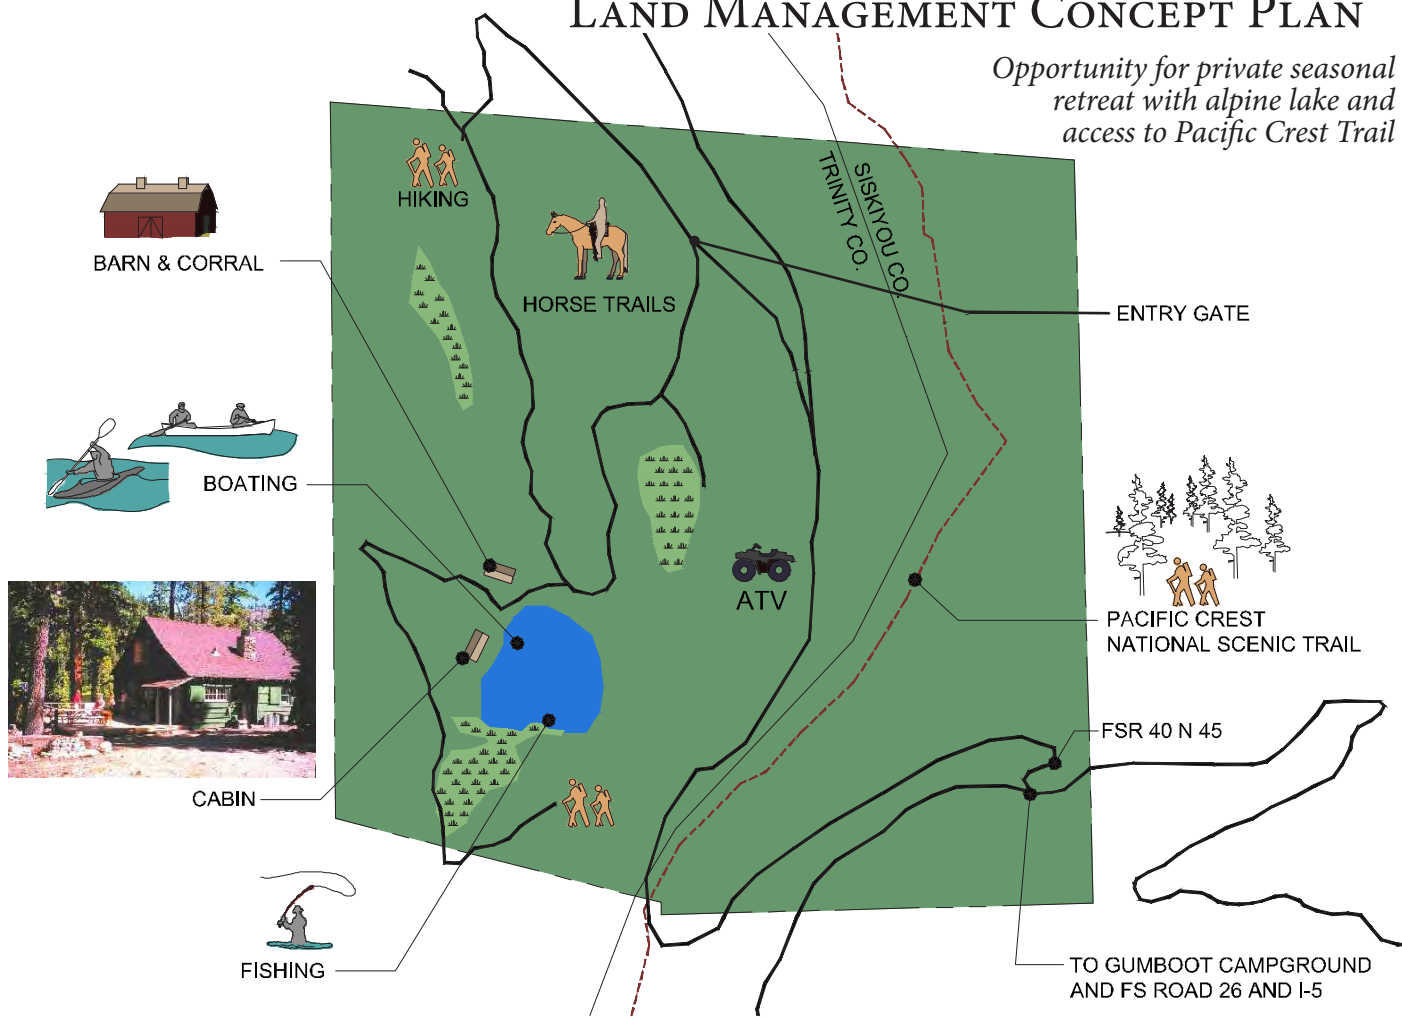 LAND MANAGEMENT CONCEPT PLAN
Opportunity for private seasonal
retreat with alpine lake and
access to Pacific Crest Trail
HIKING
SISKIYOU CO.
TRINITY CO.
BARN & CORRAL
HORSE TRAILS
ENTRY GATE
BOATING
ATV
PACIFIC CREST
NATIONAL SCENIC TRAIL
FSR 40 N 45
CABIN
FISHING
TO GUMBOOT CAMPGROUND
AND FS ROAD 26 AND I-5